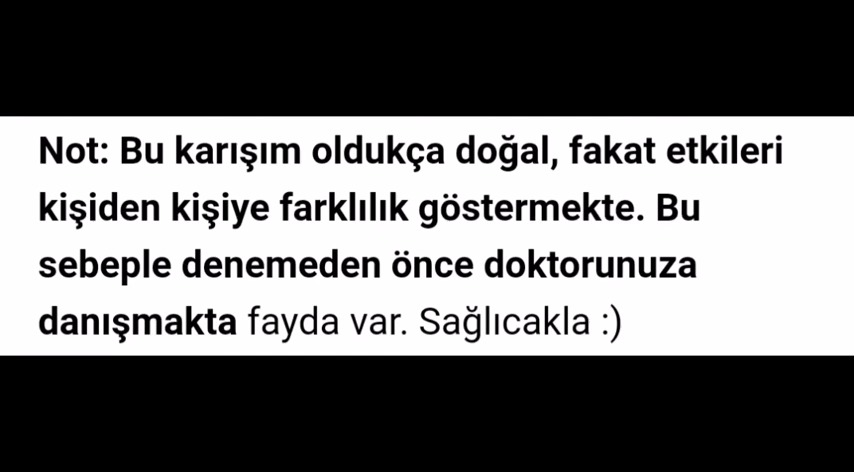 Not: Bu karışım oldukça doğal, fakat etkileri
kişiden kişiye farklılık göstermekte. Bu
sebeple denemeden önce doktorunuza
danışmakta fayda var. Sağlıcakla :)